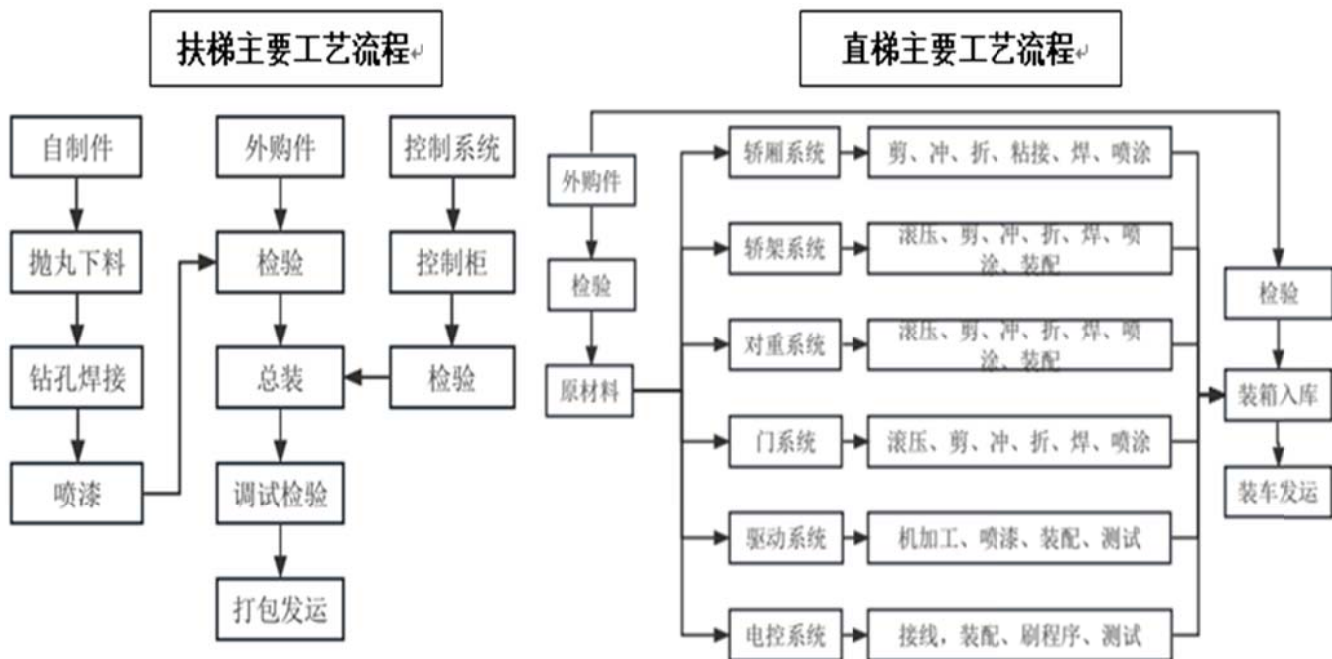 扶梯主要工艺流程
直梯主要工艺流程
自制件
外购件
控制系统
抛丸下料
检验
控制柜
钻孔焊接
总装
检验
喷漆
调试检验
打包发运
外购件
检验
原材料
轿厢系统
剪、冲、折、粘接、焊、喷涂
轿架系统
滚压、剪、冲、折、焊、喷
涂、装配
对重系统
滚压、剪、冲、折、焊、喷
涂、装配
门系统
滚压、剪、冲、折、焊、喷涂
驱动系统
机加工、喷漆、装配、测试
电控系统
接线，装配、刷程序、测试
检验
装箱入库
装车发运